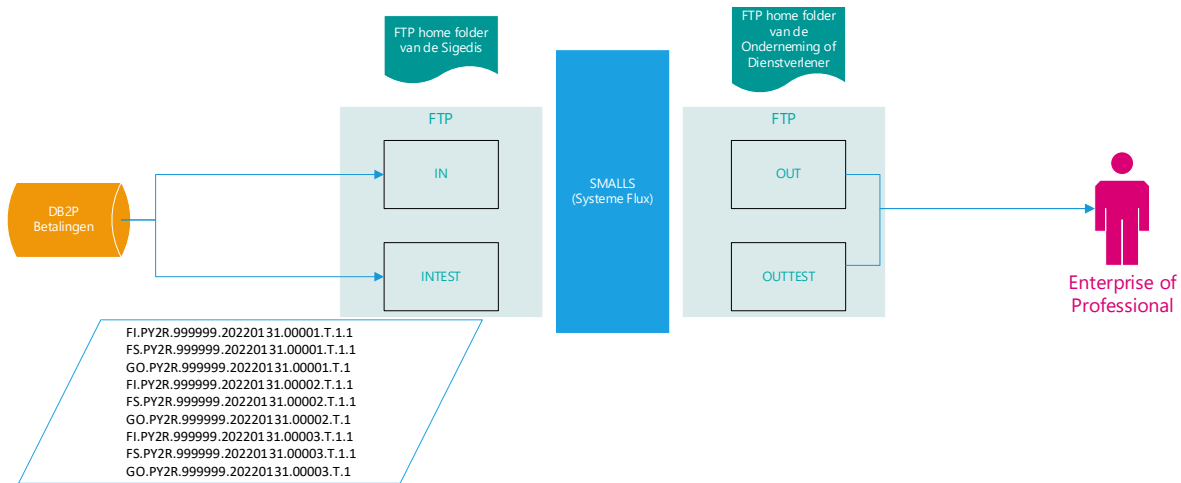 FTP home folder
van de Sigedis
FTP home folder
van de
Onderneming of
Dienstverlener
FTP
FTP
IN
INTEST
SMALLS
(Systeme Flux)
OUT
OUTTEST
DB2P
Betalingen
Enterprise of
Professional
FI.PY2R.999999.20220131.00001.T.1.1
FS.PY2R.999999.20220131.00001.T.1.1
GO.PY2R.999999.20220131.00001.T.1
FI.PY2R.999999.20220131.00002.T.1.1
FS.PY2R.999999.20220131.00002.T.1.1
GO.PY2R.999999.20220131.00002.T.1
FI.PY2R.999999.20220131.00003.T.1.1
FS.PY2R.999999.20220131.00003.T.1.1
GO.PY2R.999999.20220131.00003.T.1